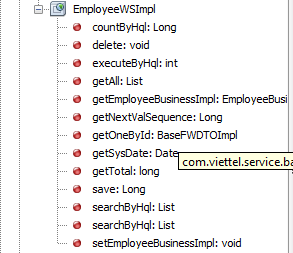 EmployeeWSImpl
countByHql: Long
delete: void
executeByHql: int
getAll: List
getEmployeeBusinessImpl: EmployeeBusi
getNextValSequence: Long
getOneById: BaseFWDTOImpl
getSysDate: Date
com.viettel.service.ba
getTotal: long
save: Long
searchByHql: List
searchByHql: List
setEmployeeBusinessImpl: void